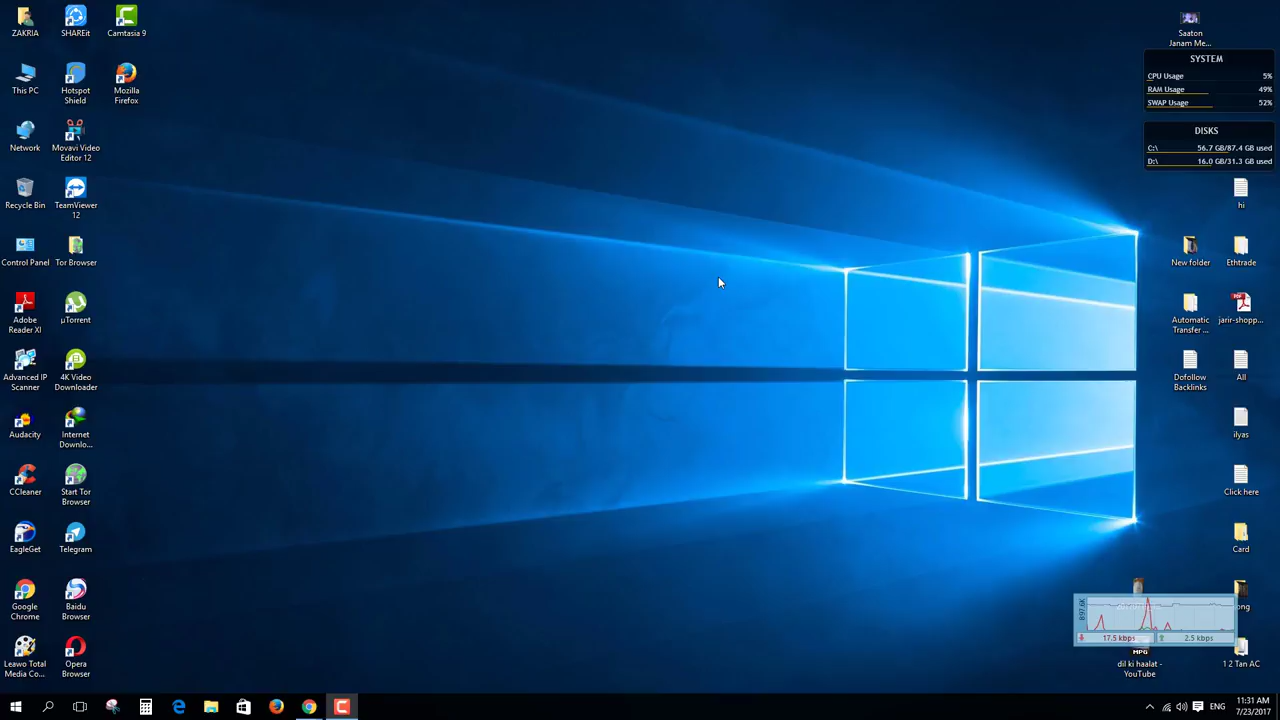 ZAKRIA
SHAREit
Camtasia 9
This PC
Hotspot
Shield
Mozilla
Firefox
Network
Movavi Video
Editor 12
Recycle Bin
TeamViewer
12
Control Panel
Tor Browser
Adobe
Reader XI
µTorrent
Advanced IP
Scanner
4K Video
Downloader
Audacity
Internet
Downlo...
CCleaner
Start Tor
Browser
EagleGet
Telegram
Google
Chrome
Baidu
Browser
Leawo Total
Media Co...
Opera
Browser
Saaton
Janam Me...
SYSTEM
CPU Usage 5%
RAM Usage 49%
SWAP Usage 52%
DISKS
C:\ 56.7 GB/87.4 GB used
D:\ 16.0 GB/31.3 GB used
hi
New folder
Ethtrade
Automatic
Transfer ...
PDF
jarir-shopp...
Dofollow
Backlinks
All
ilyas
Click here
Card
17.5 kbps
2.5 kbps
MPG
dil ki haalat -
YouTube
1 2 Tan AC
ENG
11:31 AM
7/23/2017